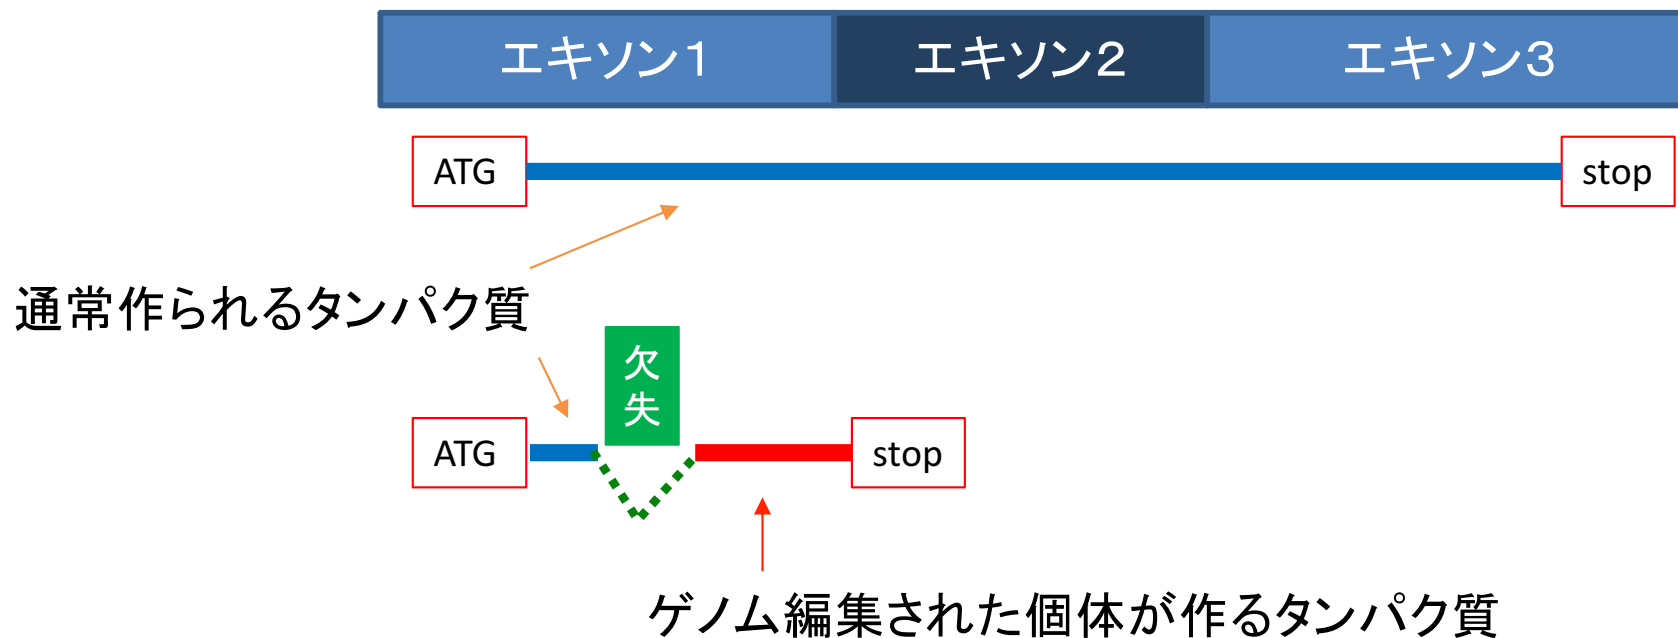 エキソン1 エキソン2 エキソン3
ATG stop
通常作られるタンパク質
欠
失
ATG stop
ゲノム編集された個体が作るタンパク質